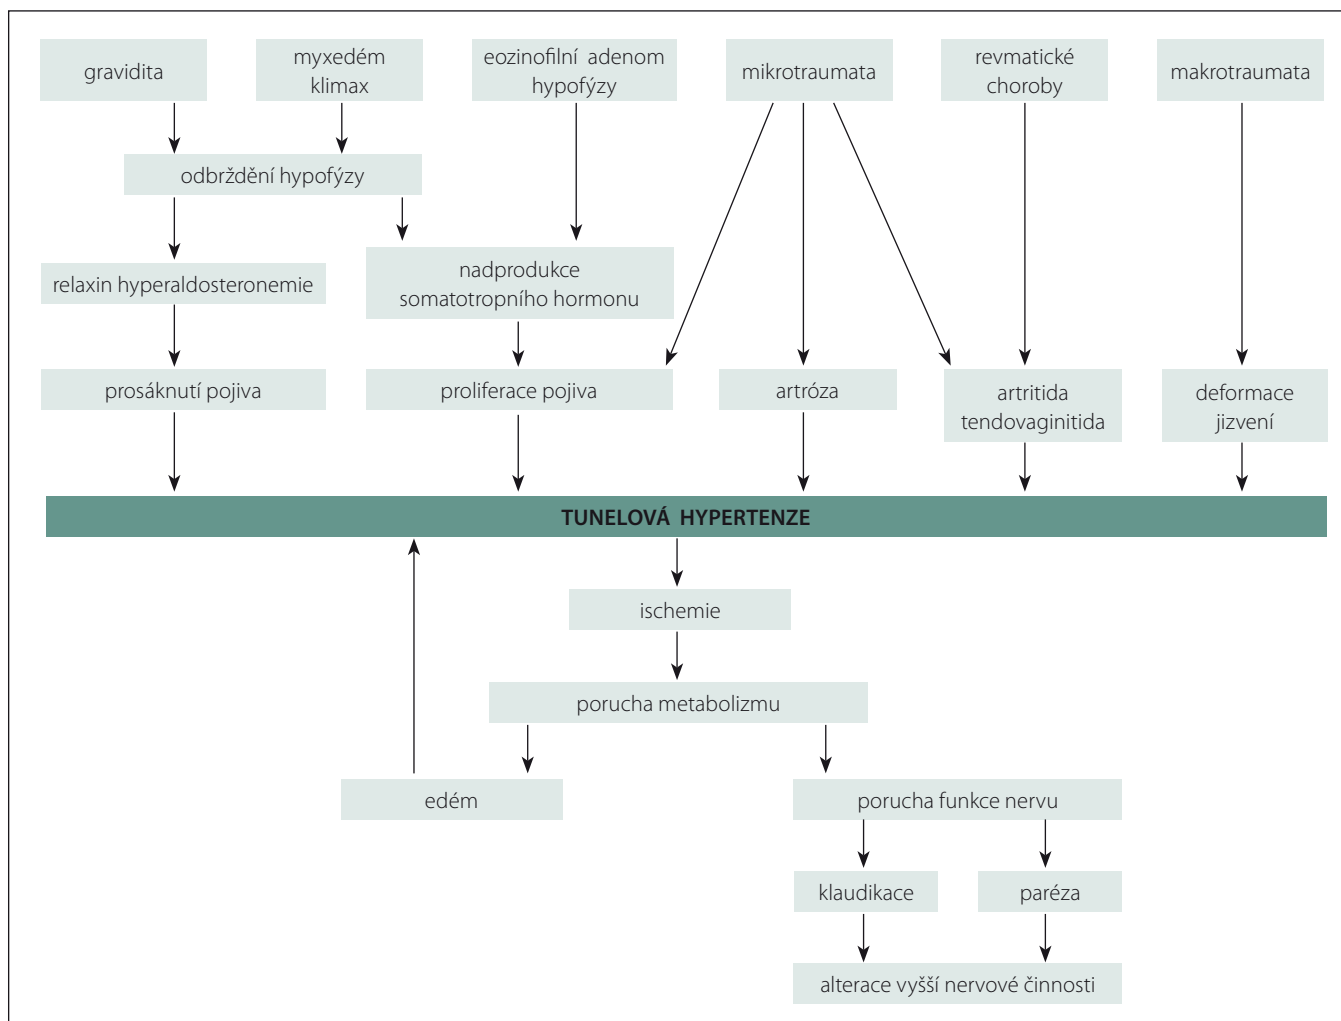 gravidita
myxedém
klimax
eozinofilní adenom
hypofýzy
mikrotraumata
revmatické
choroby
makrotraumata
odbrždění hypofýzy
relaxin hyperaldosteronemie
nadprodukce
somatotropního hormonu
prosáknutí pojiva
proliferace pojiva
artróza
artritida
tendovaginitida
deformace
jizvení
TUNELOVÁ HYPERTENZE
ischemie
porucha metabolizmu
edém
porucha funkce nervu
klaudikace
paréza
alterace vyšší nervové činnosti